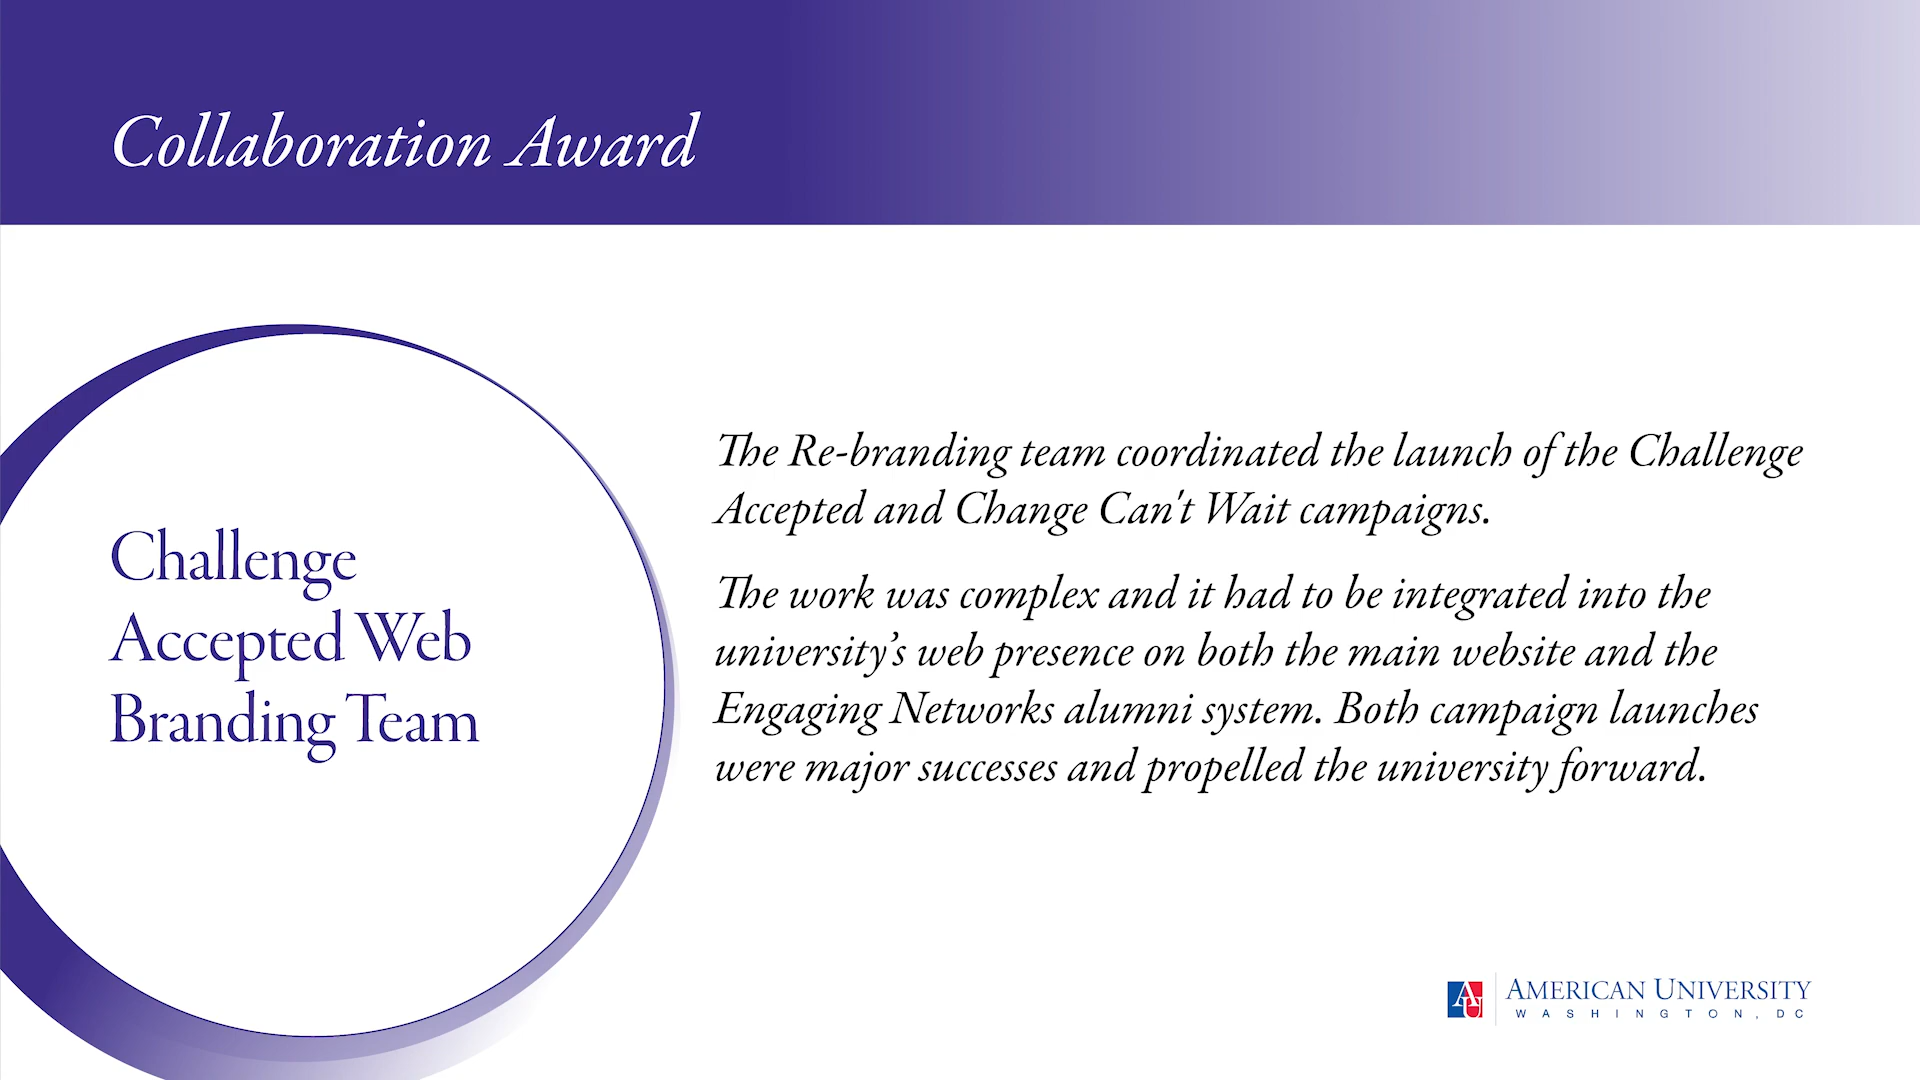 Collaboration Award
Challenge
Accepted Web
Branding Team
The Re-branding team coordinated the launch of the Challenge
Accepted and Change Can't Wait campaigns.
The work was complex and it had to be integrated into the
university’s web presence on both the main website and the
Engaging Networks alumni system. Both campaign launches
were major successes and propelled the university forward.
AU
AMERICAN UNIVERSITY
WASHINGTON, DC